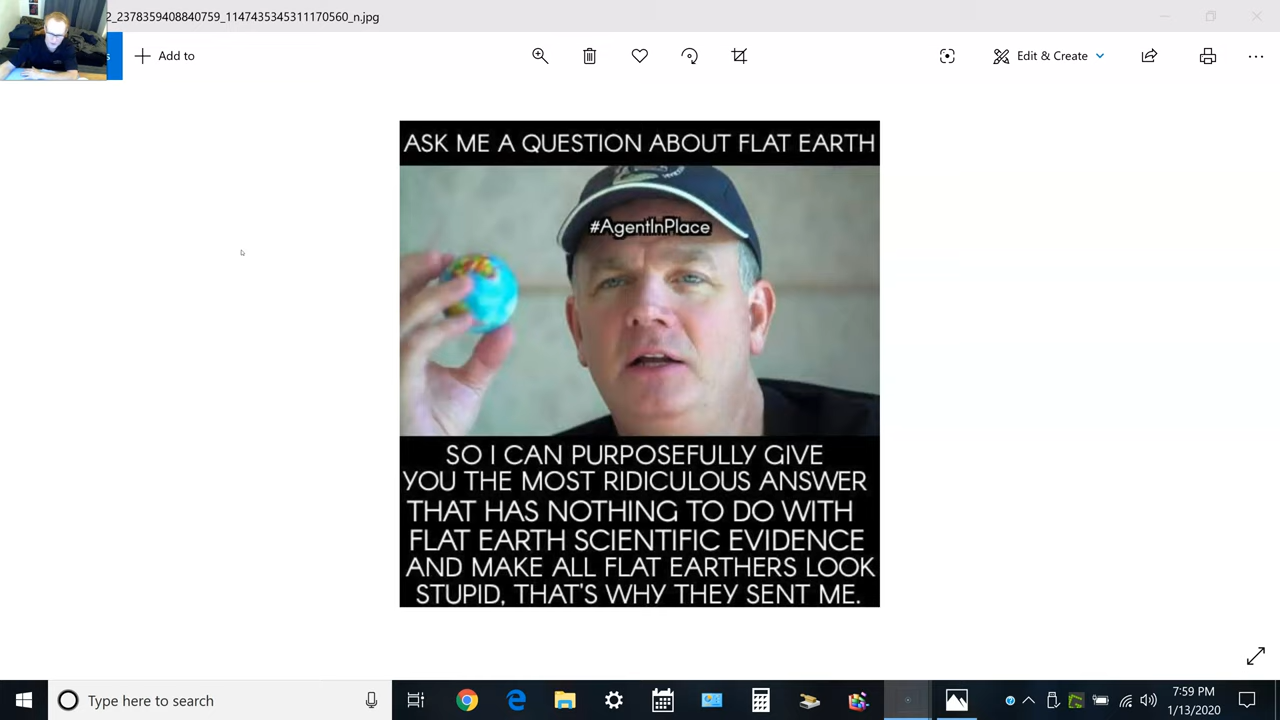 2_2378359408840759_1147435345311170560_n.jpg
s
Add to
Edit & Create
ASK ME A QUESTION ABOUT FLAT EARTH
#AgentInPlace
SO I CAN PURPOSEFULLY GIVE
YOU THE MOST RIDICULOUS ANSWER
THAT HAS NOTHING TO DO WITH
FLAT EARTH SCIENTIFIC EVIDENCE
AND MAKE ALL FLAT EARTHERS LOOK
STUPID, THAT'S WHY THEY SENT ME.
Type here to search
7:59 PM
1/13/2020